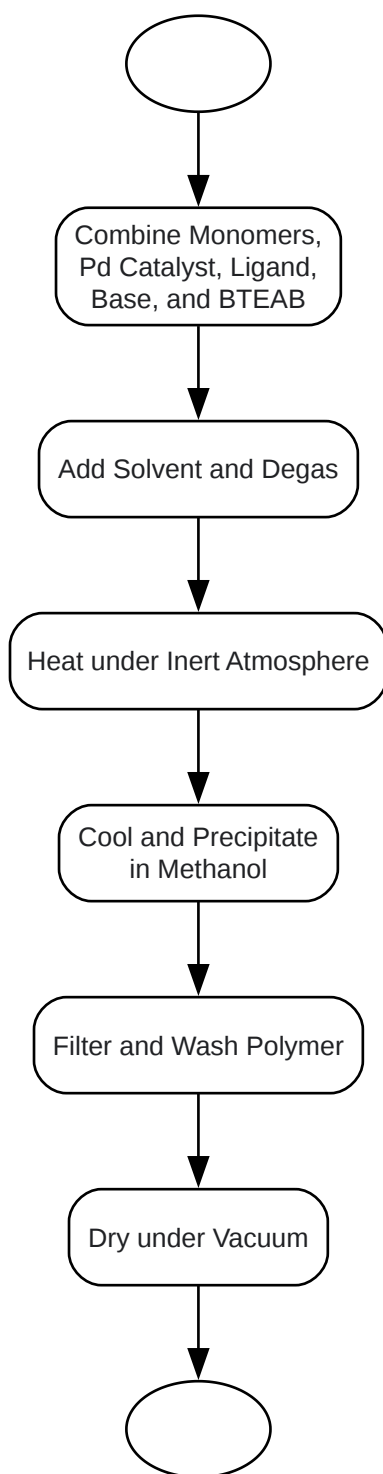 Combine Monomers,
Pd Catalyst, Ligand,
Base, and BTEAB
Add Solvent and Degas
Heat under Inert Atmosphere
Cool and Precipitate
in Methanol
Filter and Wash Polymer
Dry under Vacuum